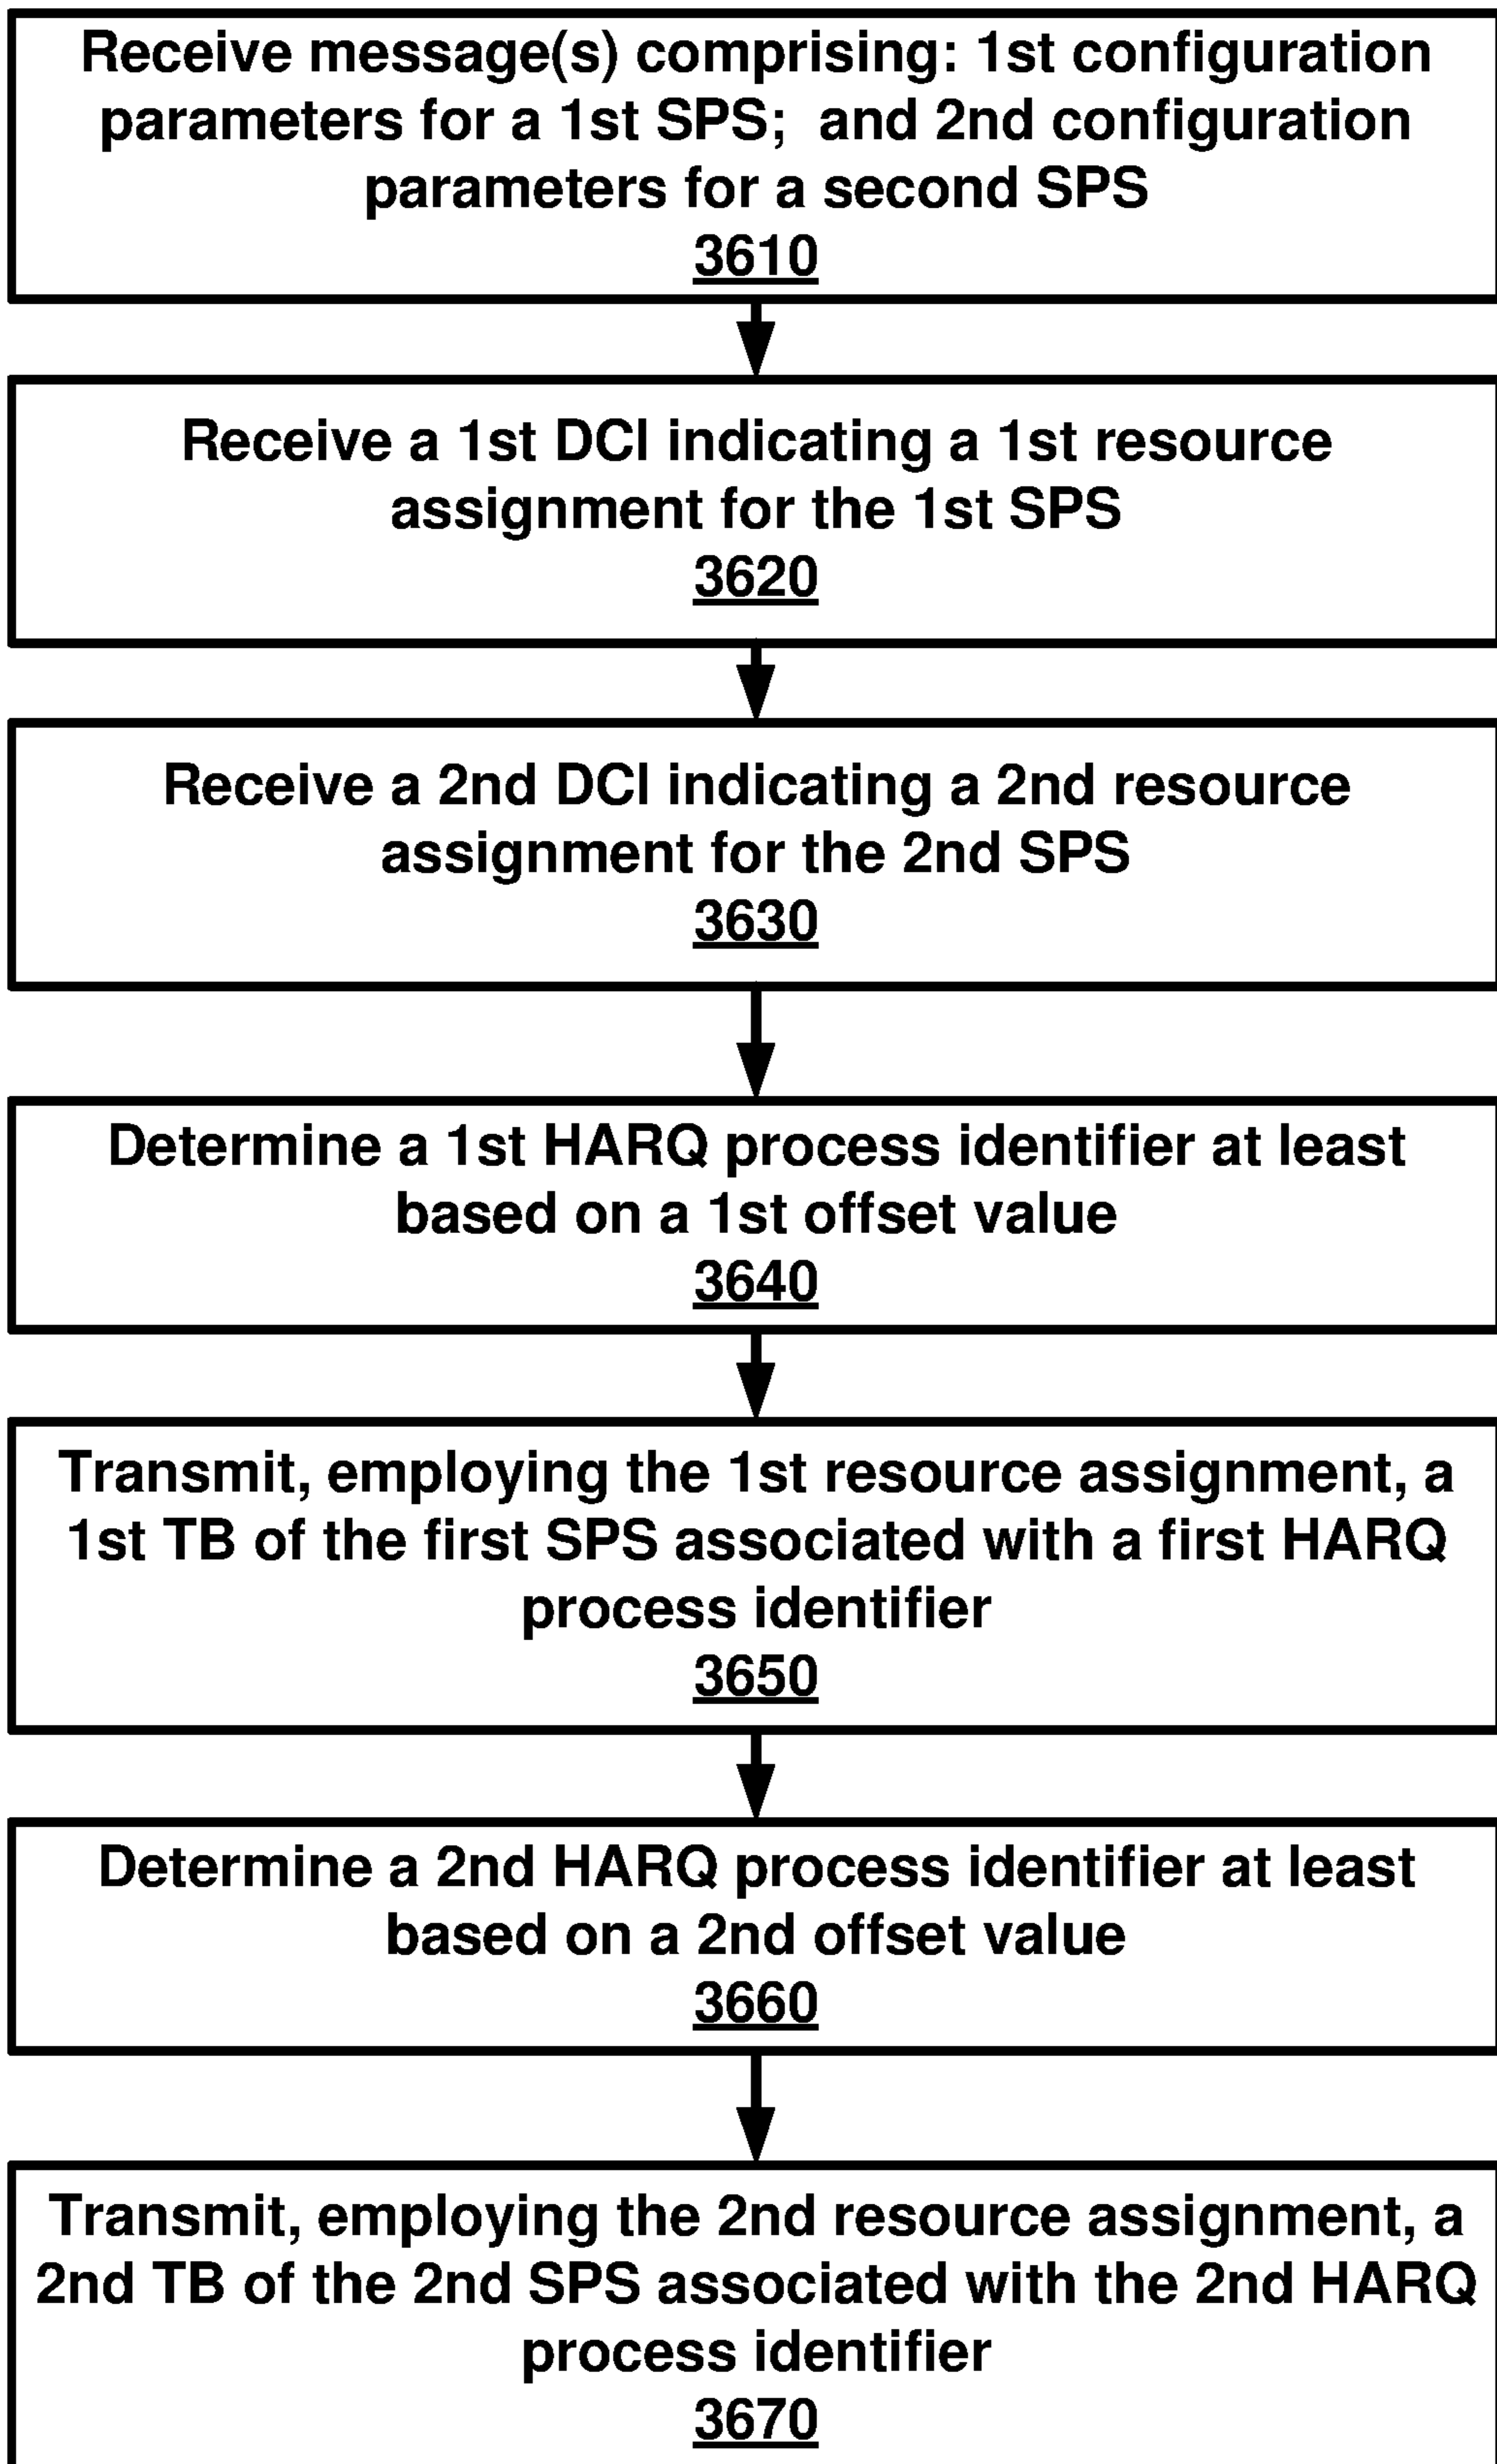 Receive message(s) comprising: 1st configuration
parameters for a 1st SPS;  and 2nd configuration
parameters for a second SPS
3610
Receive a 1st DCI indicating a 1st resource
assignment for the 1st SPS
3620
Receive a 2nd DCI indicating a 2nd resource
assignment for the 2nd SPS
3630
Determine a 1st HARQ process identifier at least
based on a 1st offset value
3640
Transmit, employing the 1st resource assignment, a
1st TB of the first SPS associated with a first HARQ
process identifier
3650
Determine a 2nd HARQ process identifier at least
based on a 2nd offset value
3660
Transmit, employing the 2nd resource assignment, a
2nd TB of the 2nd SPS associated with the 2nd HARQ
process identifier
3670